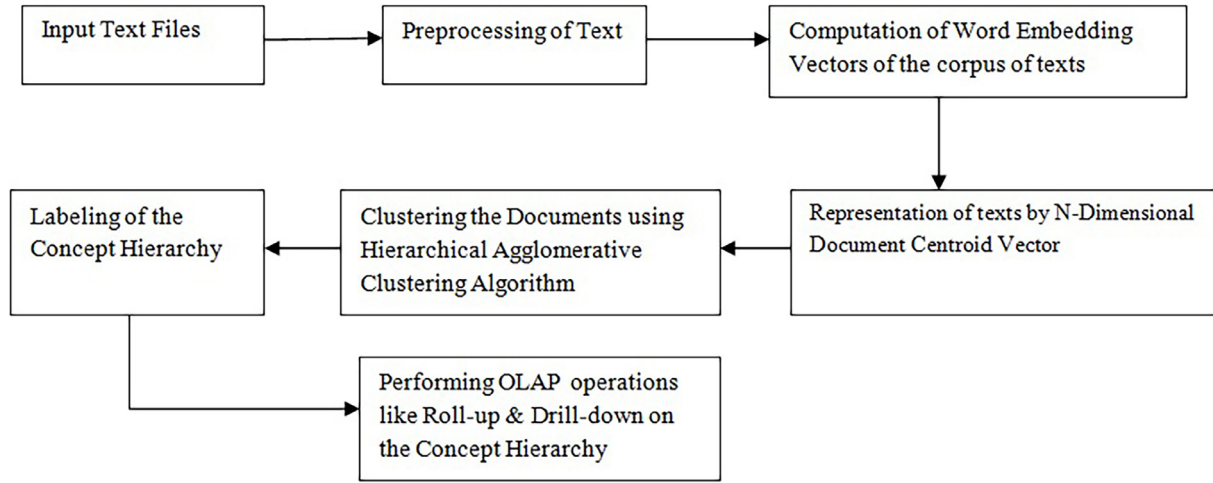 Input Text Files
Preprocessing of Text
Computation of Word Embedding
Vectors of the corpus of texts
Representation of texts by N-Dimensional
Document Centroid Vector
Clustering the Documents using
Hierarchical Agglomerative
Clustering Algorithm
Labeling of the
Concept Hierarchy
Performing OLAP operations
like Roll-up & Drill-down on
the Concept Hierarchy